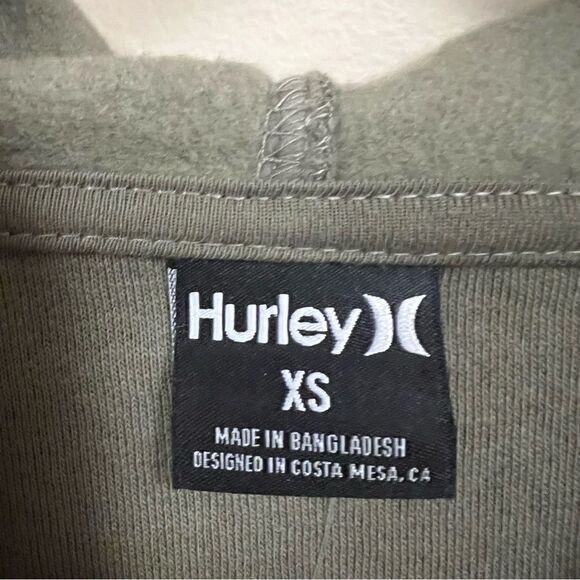 Hurley
XS
MADE IN BANGLADESH
DESIGNED IN COSTA MESA, CA